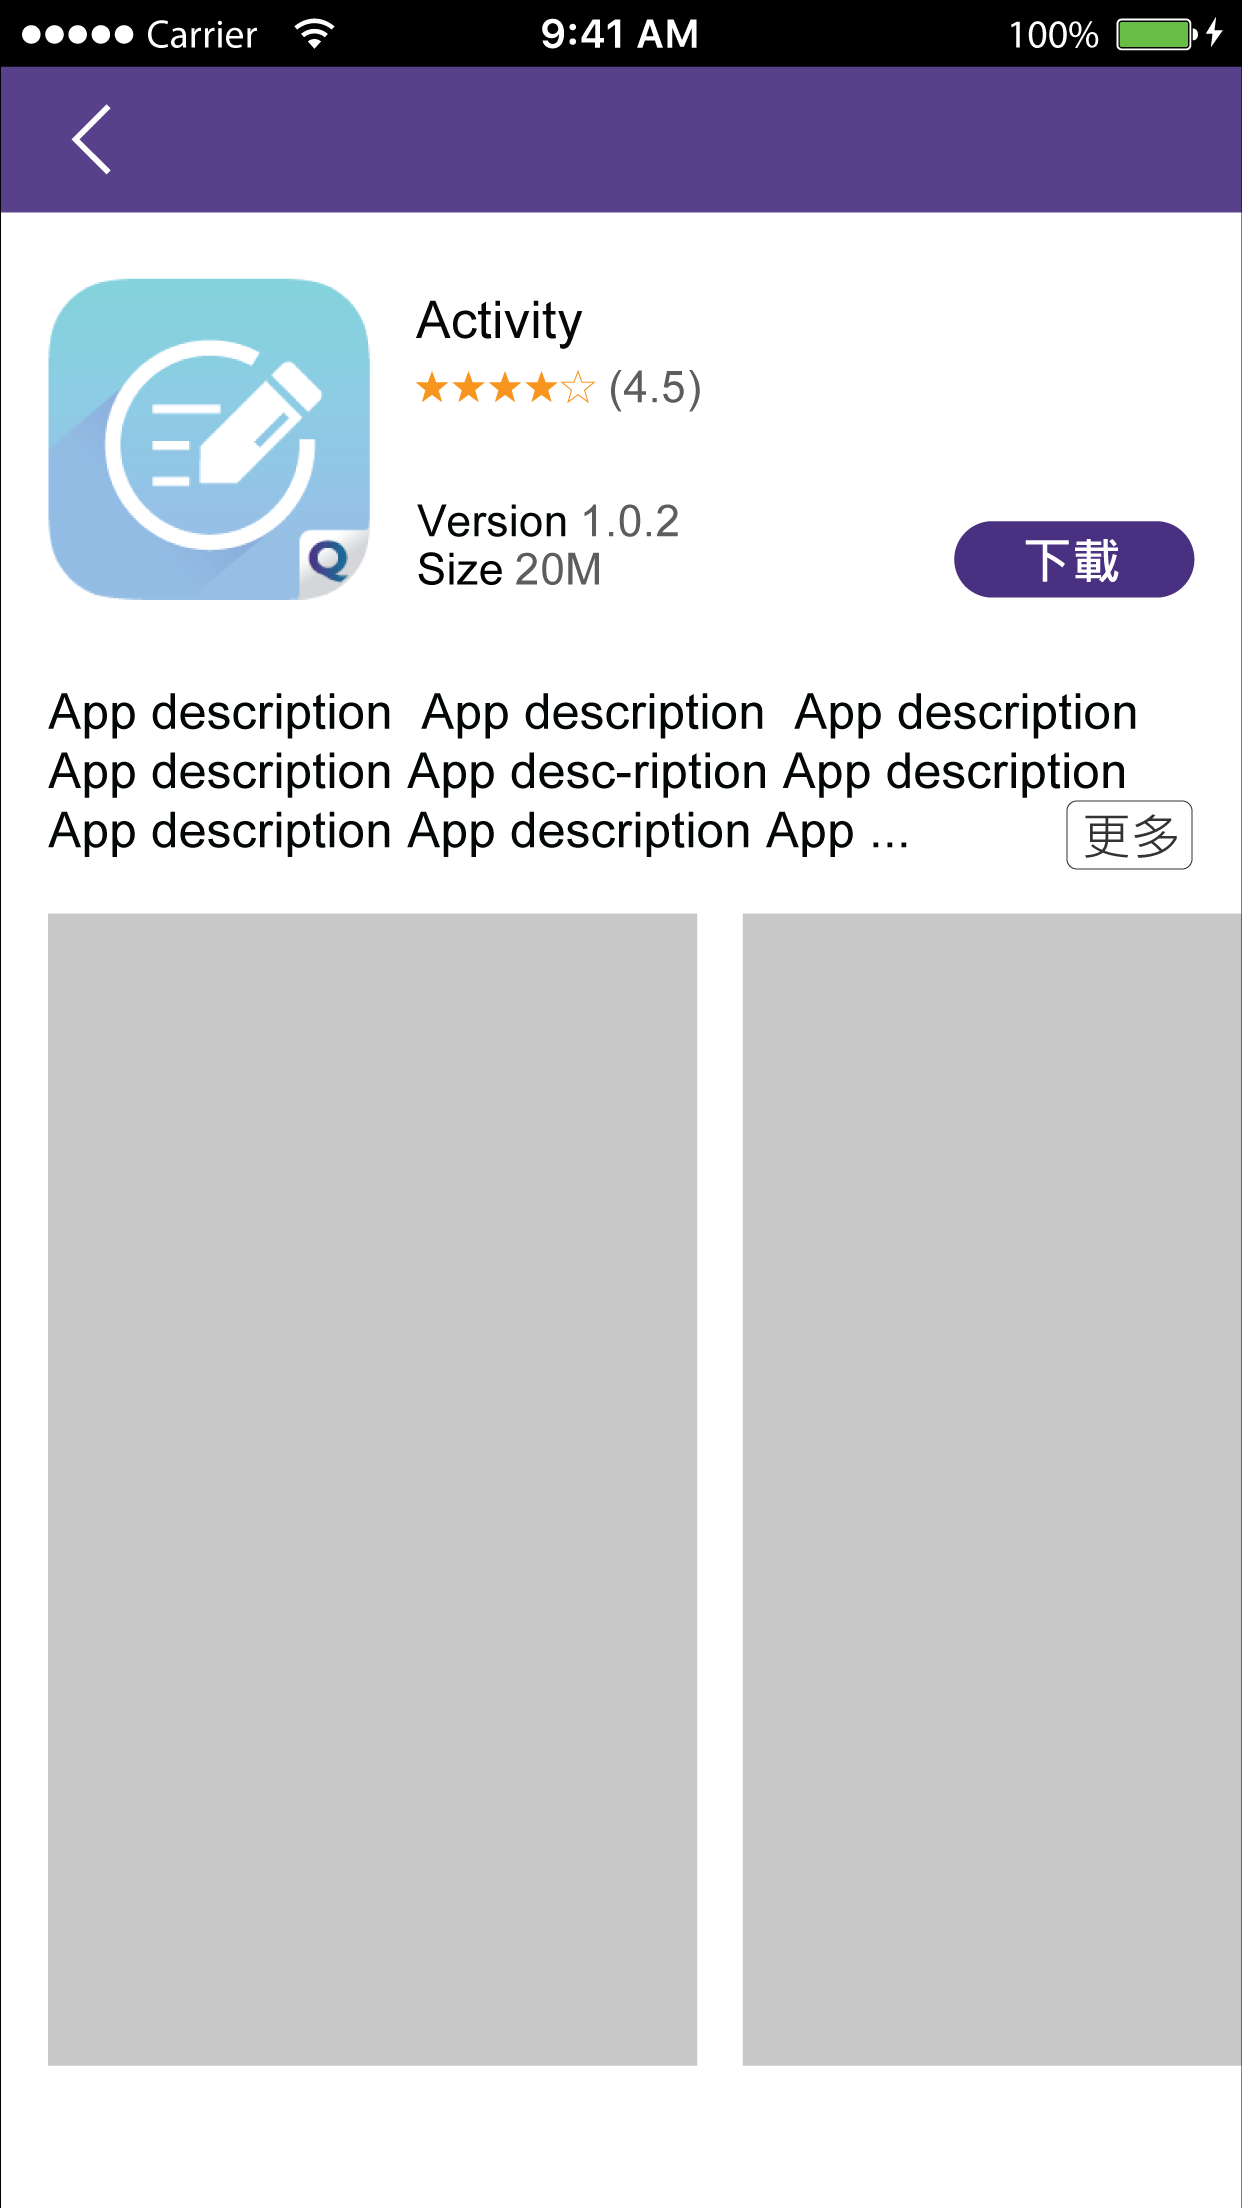 Carrier 9:41 AM 100%
Activity
★★★★☆ (4.5)
Version 1.0.2
Size 20M
下載
App description  App description  App description
App description App desc-ription App description
App description App description App ...
更多